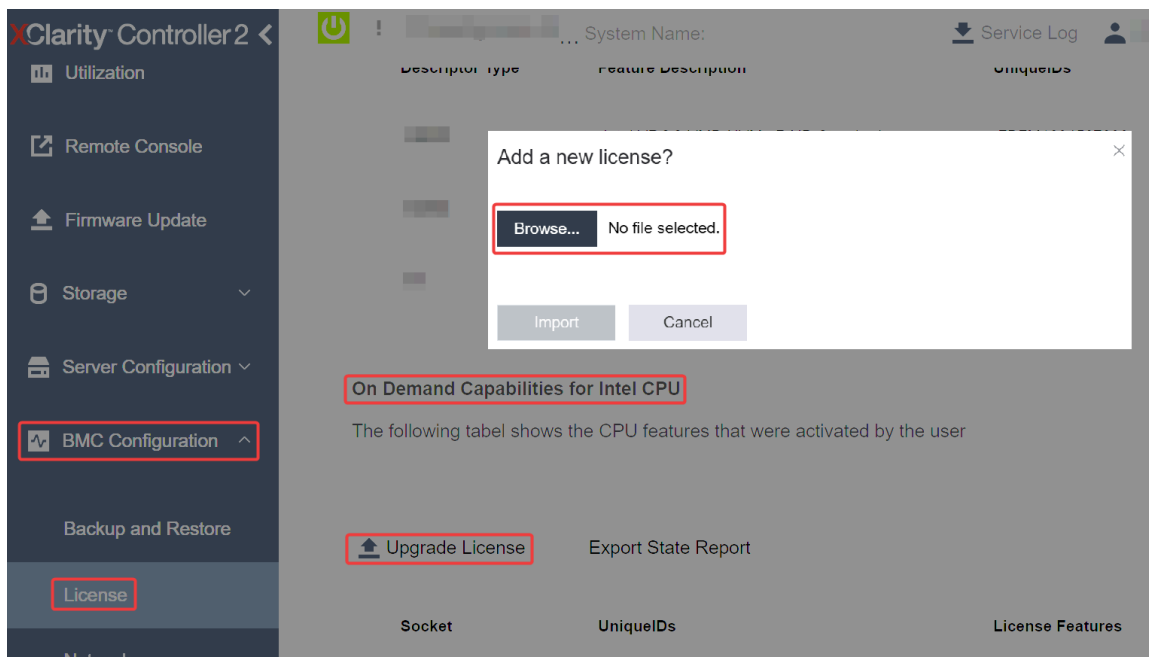 XClarity Controller 2
Utilization
Remote Console
Firmware Update
Storage
Server Configuration
BMC Configuration
Backup and Restore
License
! ... System Name:
Service Log
Descriptor Type Feature Description UniqueIDs
Add a new license?
Browse... No file selected.
Import Cancel
On Demand Capabilities for Intel CPU
The following tabel shows the CPU features that were activated by the user
Upgrade License Export State Report
Socket UniqueIDs License Features